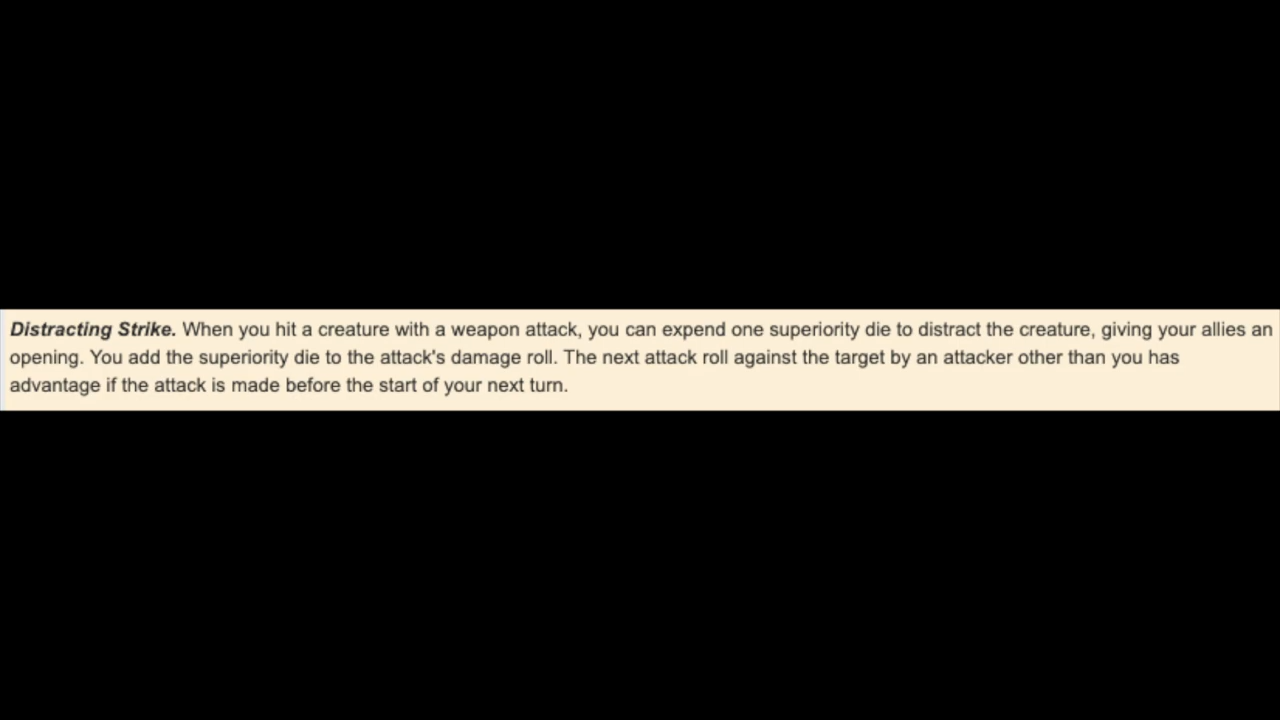 Distracting Strike. When you hit a creature with a weapon attack, you can expend one superiority die to distract the creature, giving your allies an
opening. You add the superiority die to the attack's damage roll. The next attack roll against the target by an attacker other than you has
advantage if the attack is made before the start of your next turn.